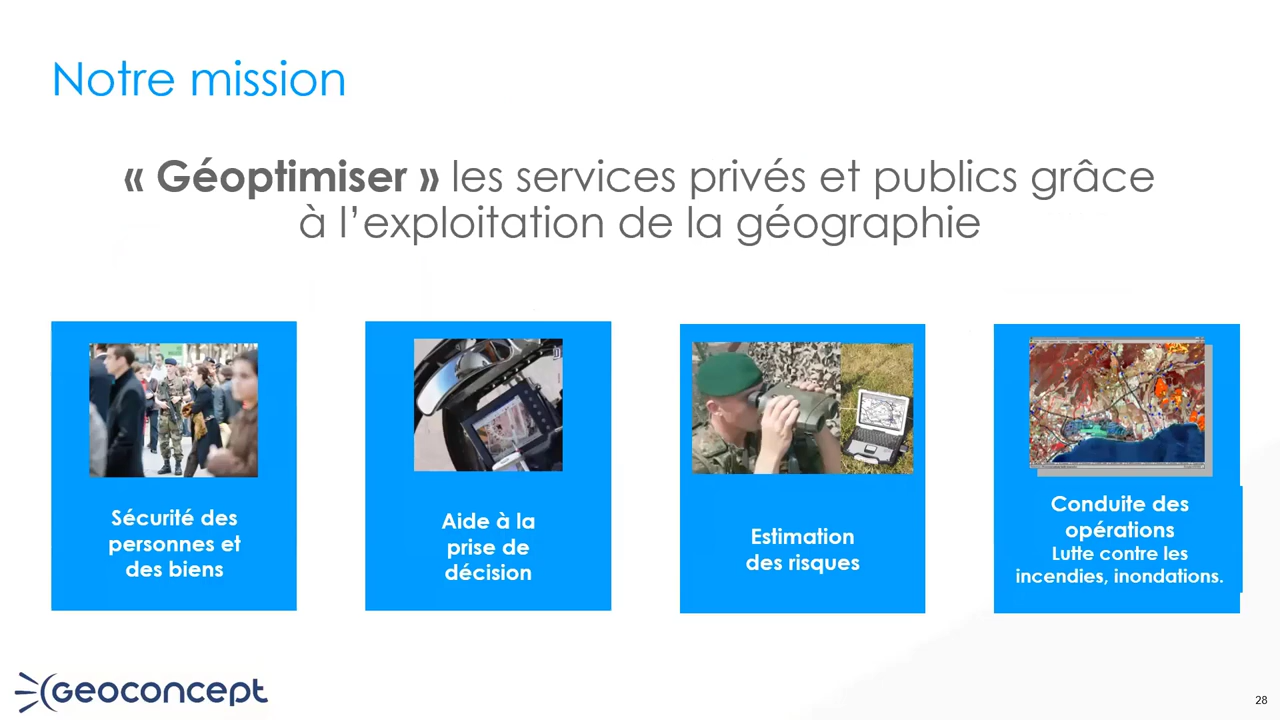 Notre mission
« Géoptimiser » les services privés et publics grâce
à l’exploitation de la géographie
Sécurité des
personnes et
des biens
Aide à la
prise de
décision
Estimation
des risques
Conduite des
opérations
Lutte contre les
incendies, inondations.
GEOCONCEPT
28